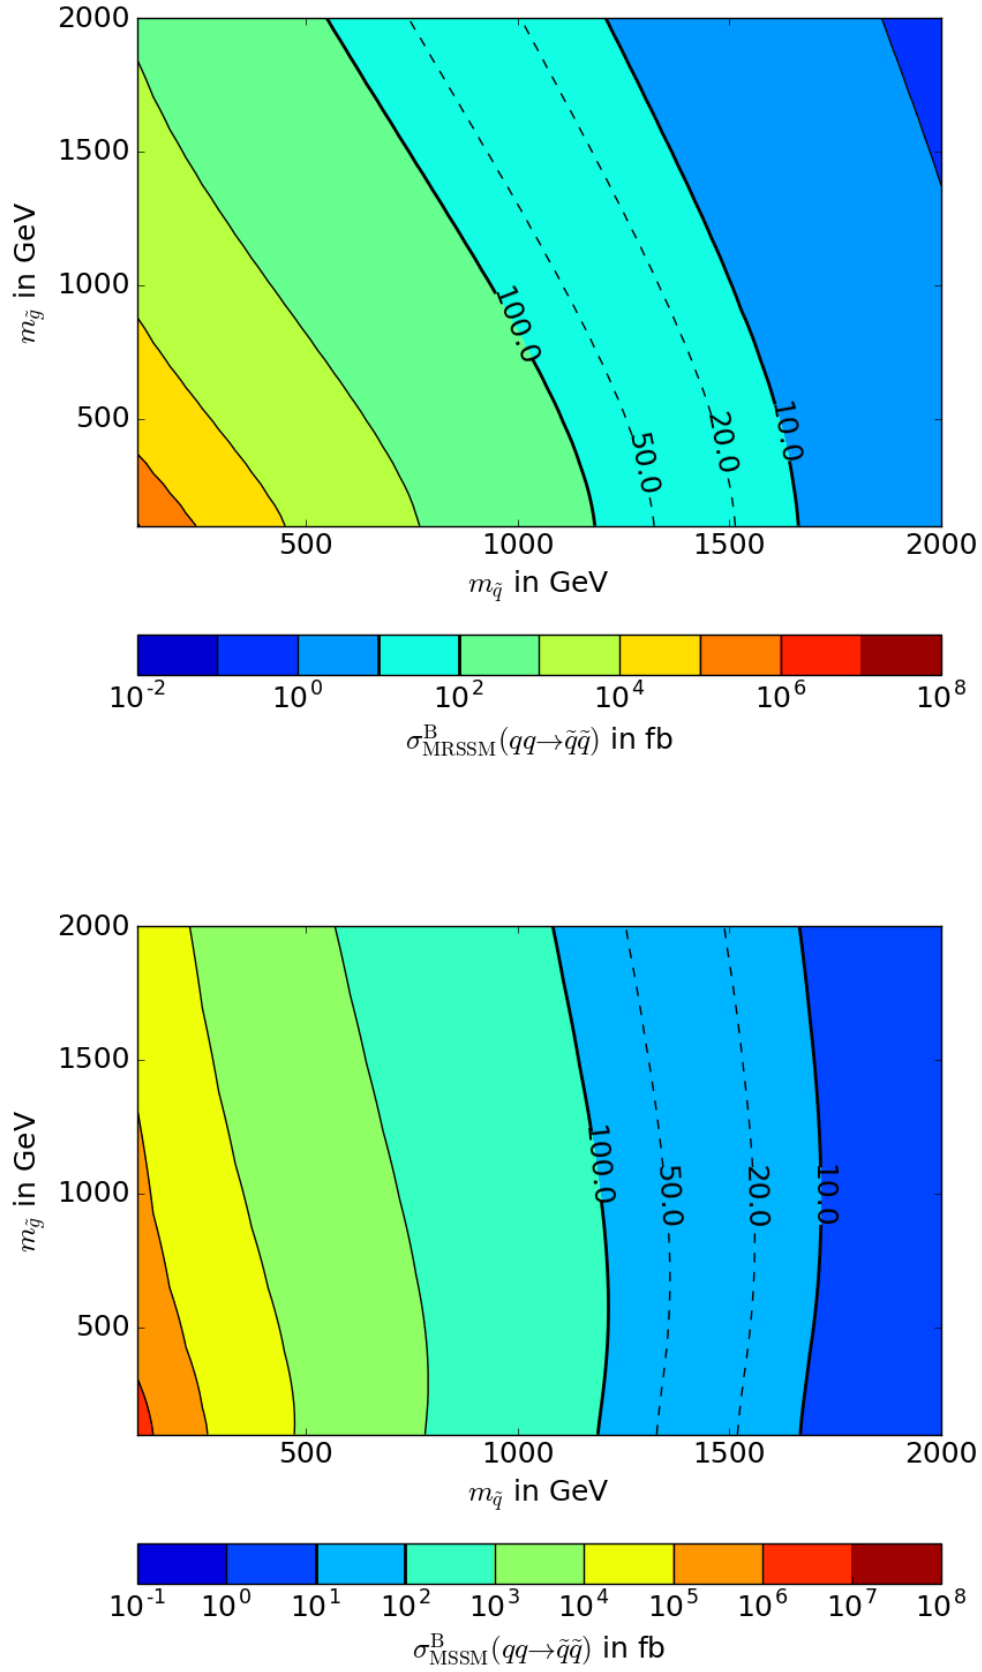 2000
1500
1000
500
m_q̃ in GeV
m_g̃ in GeV
100.0
50.0
20.0
10.0
500 1000 1500 2000
10^-2 10^0 10^2 10^4 10^6 10^8
σ^B_MRSSM(qq→q̃q̃) in fb
2000
1500
1000
500
m_g̃ in GeV
100.0
50.0
20.0
10.0
500 1000 1500 2000
m_q̃ in GeV
10^-1 10^0 10^1 10^2 10^3 10^4 10^5 10^6 10^7 10^8
σ^B_MSSM(qq→q̃q̃) in fb